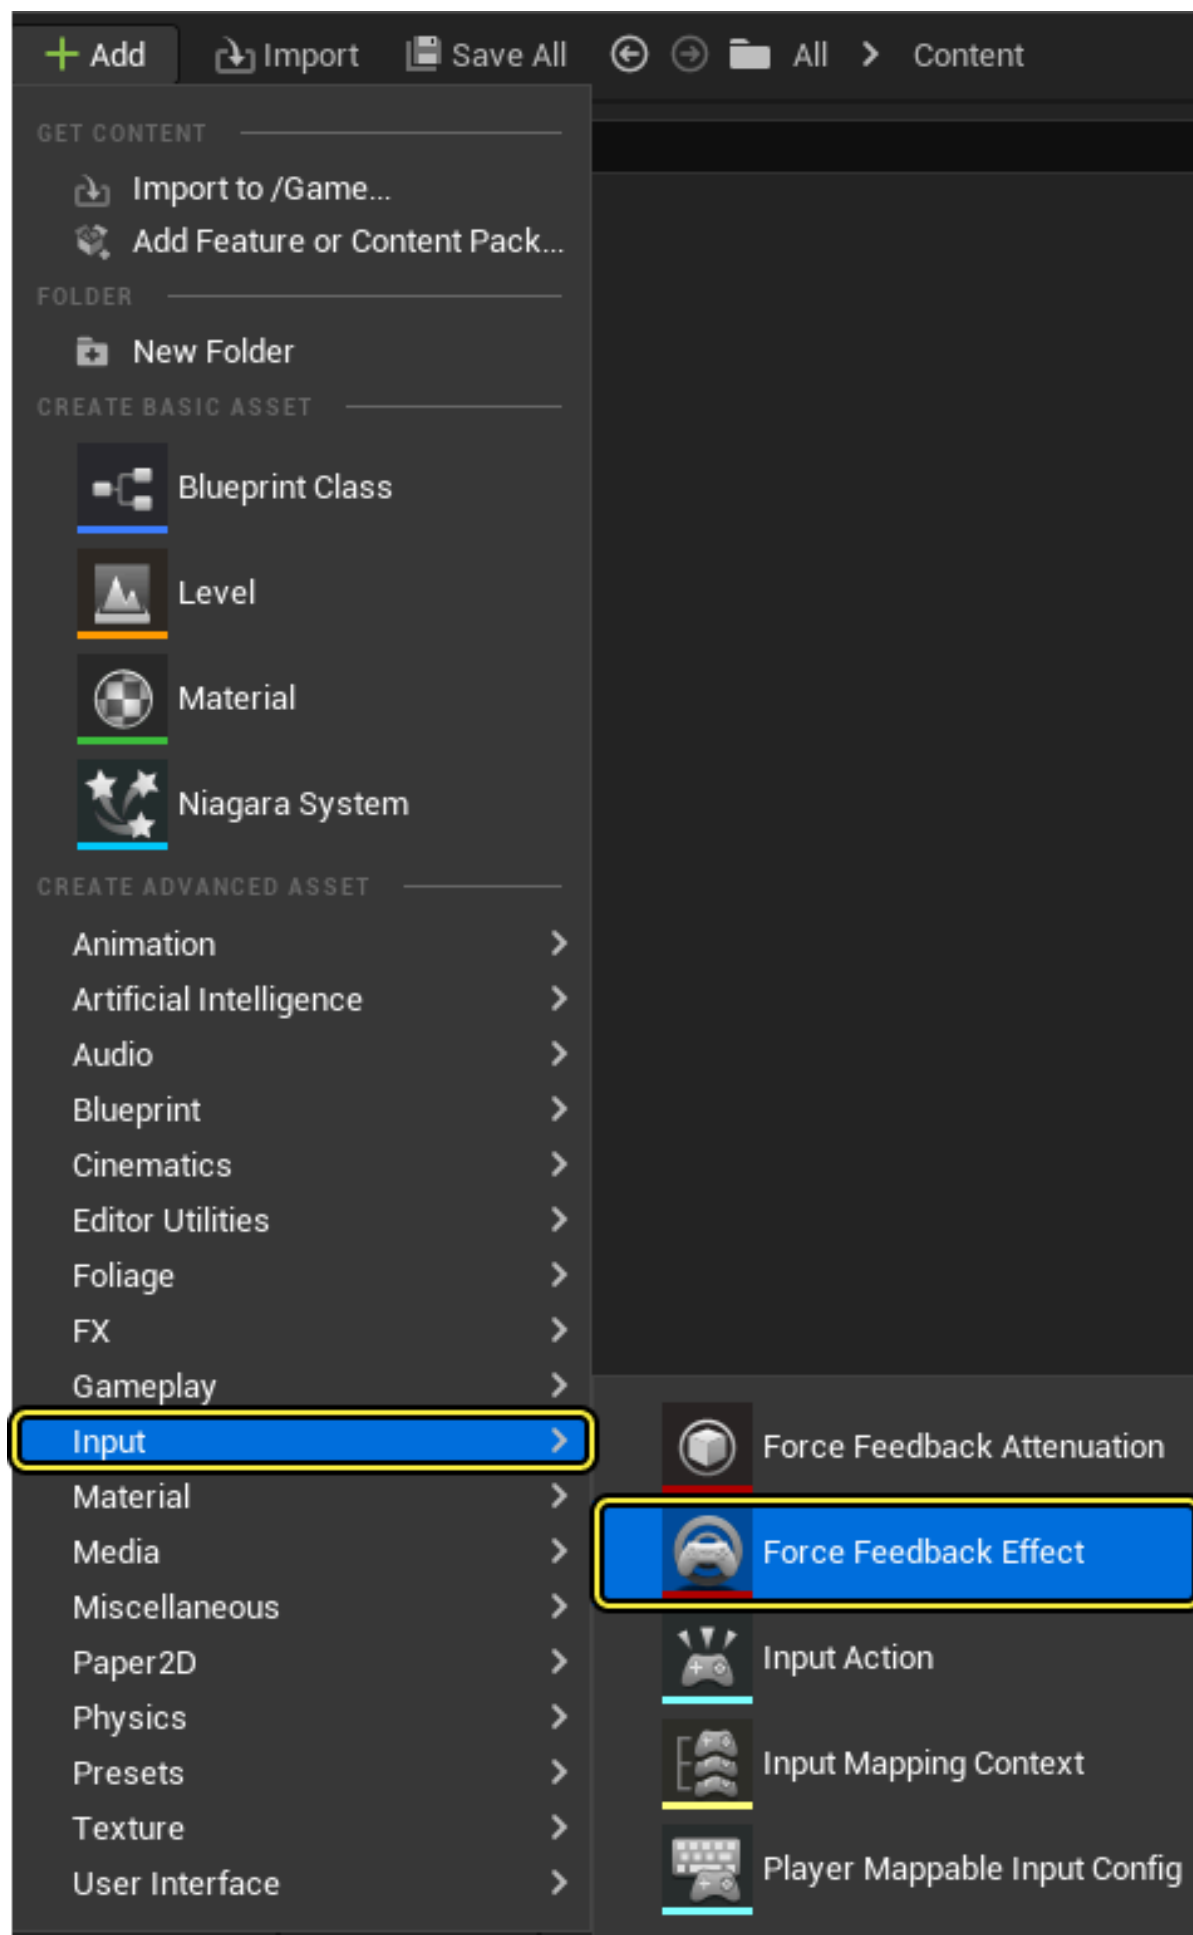 Add Import Save All All Content
GET CONTENT
Import to /Game...
Add Feature or Content Pack...
FOLDER
New Folder
CREATE BASIC ASSET
Blueprint Class
Level
Material
Niagara System
CREATE ADVANCED ASSET
Animation
Artificial Intelligence
Audio
Blueprint
Cinematics
Editor Utilities
Foliage
FX
Gameplay
Input
Material
Media
Miscellaneous
Paper2D
Physics
Presets
Texture
User Interface
Force Feedback Attenuation
Force Feedback Effect
Input Action
Input Mapping Context
Player Mappable Input Config